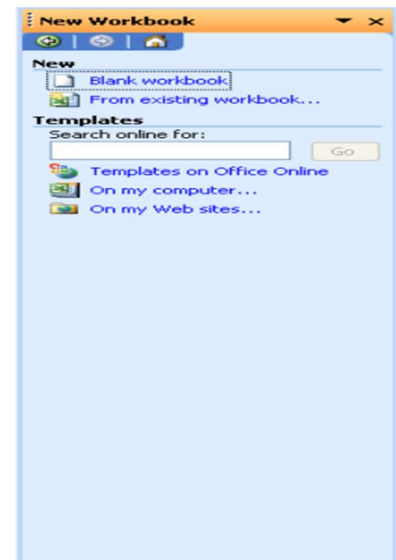 New Workbook
New
Blank workbook
From existing workbook...
Templates
Search online for:
Go
Templates on Office Online
On my computer...
On my Web sites...